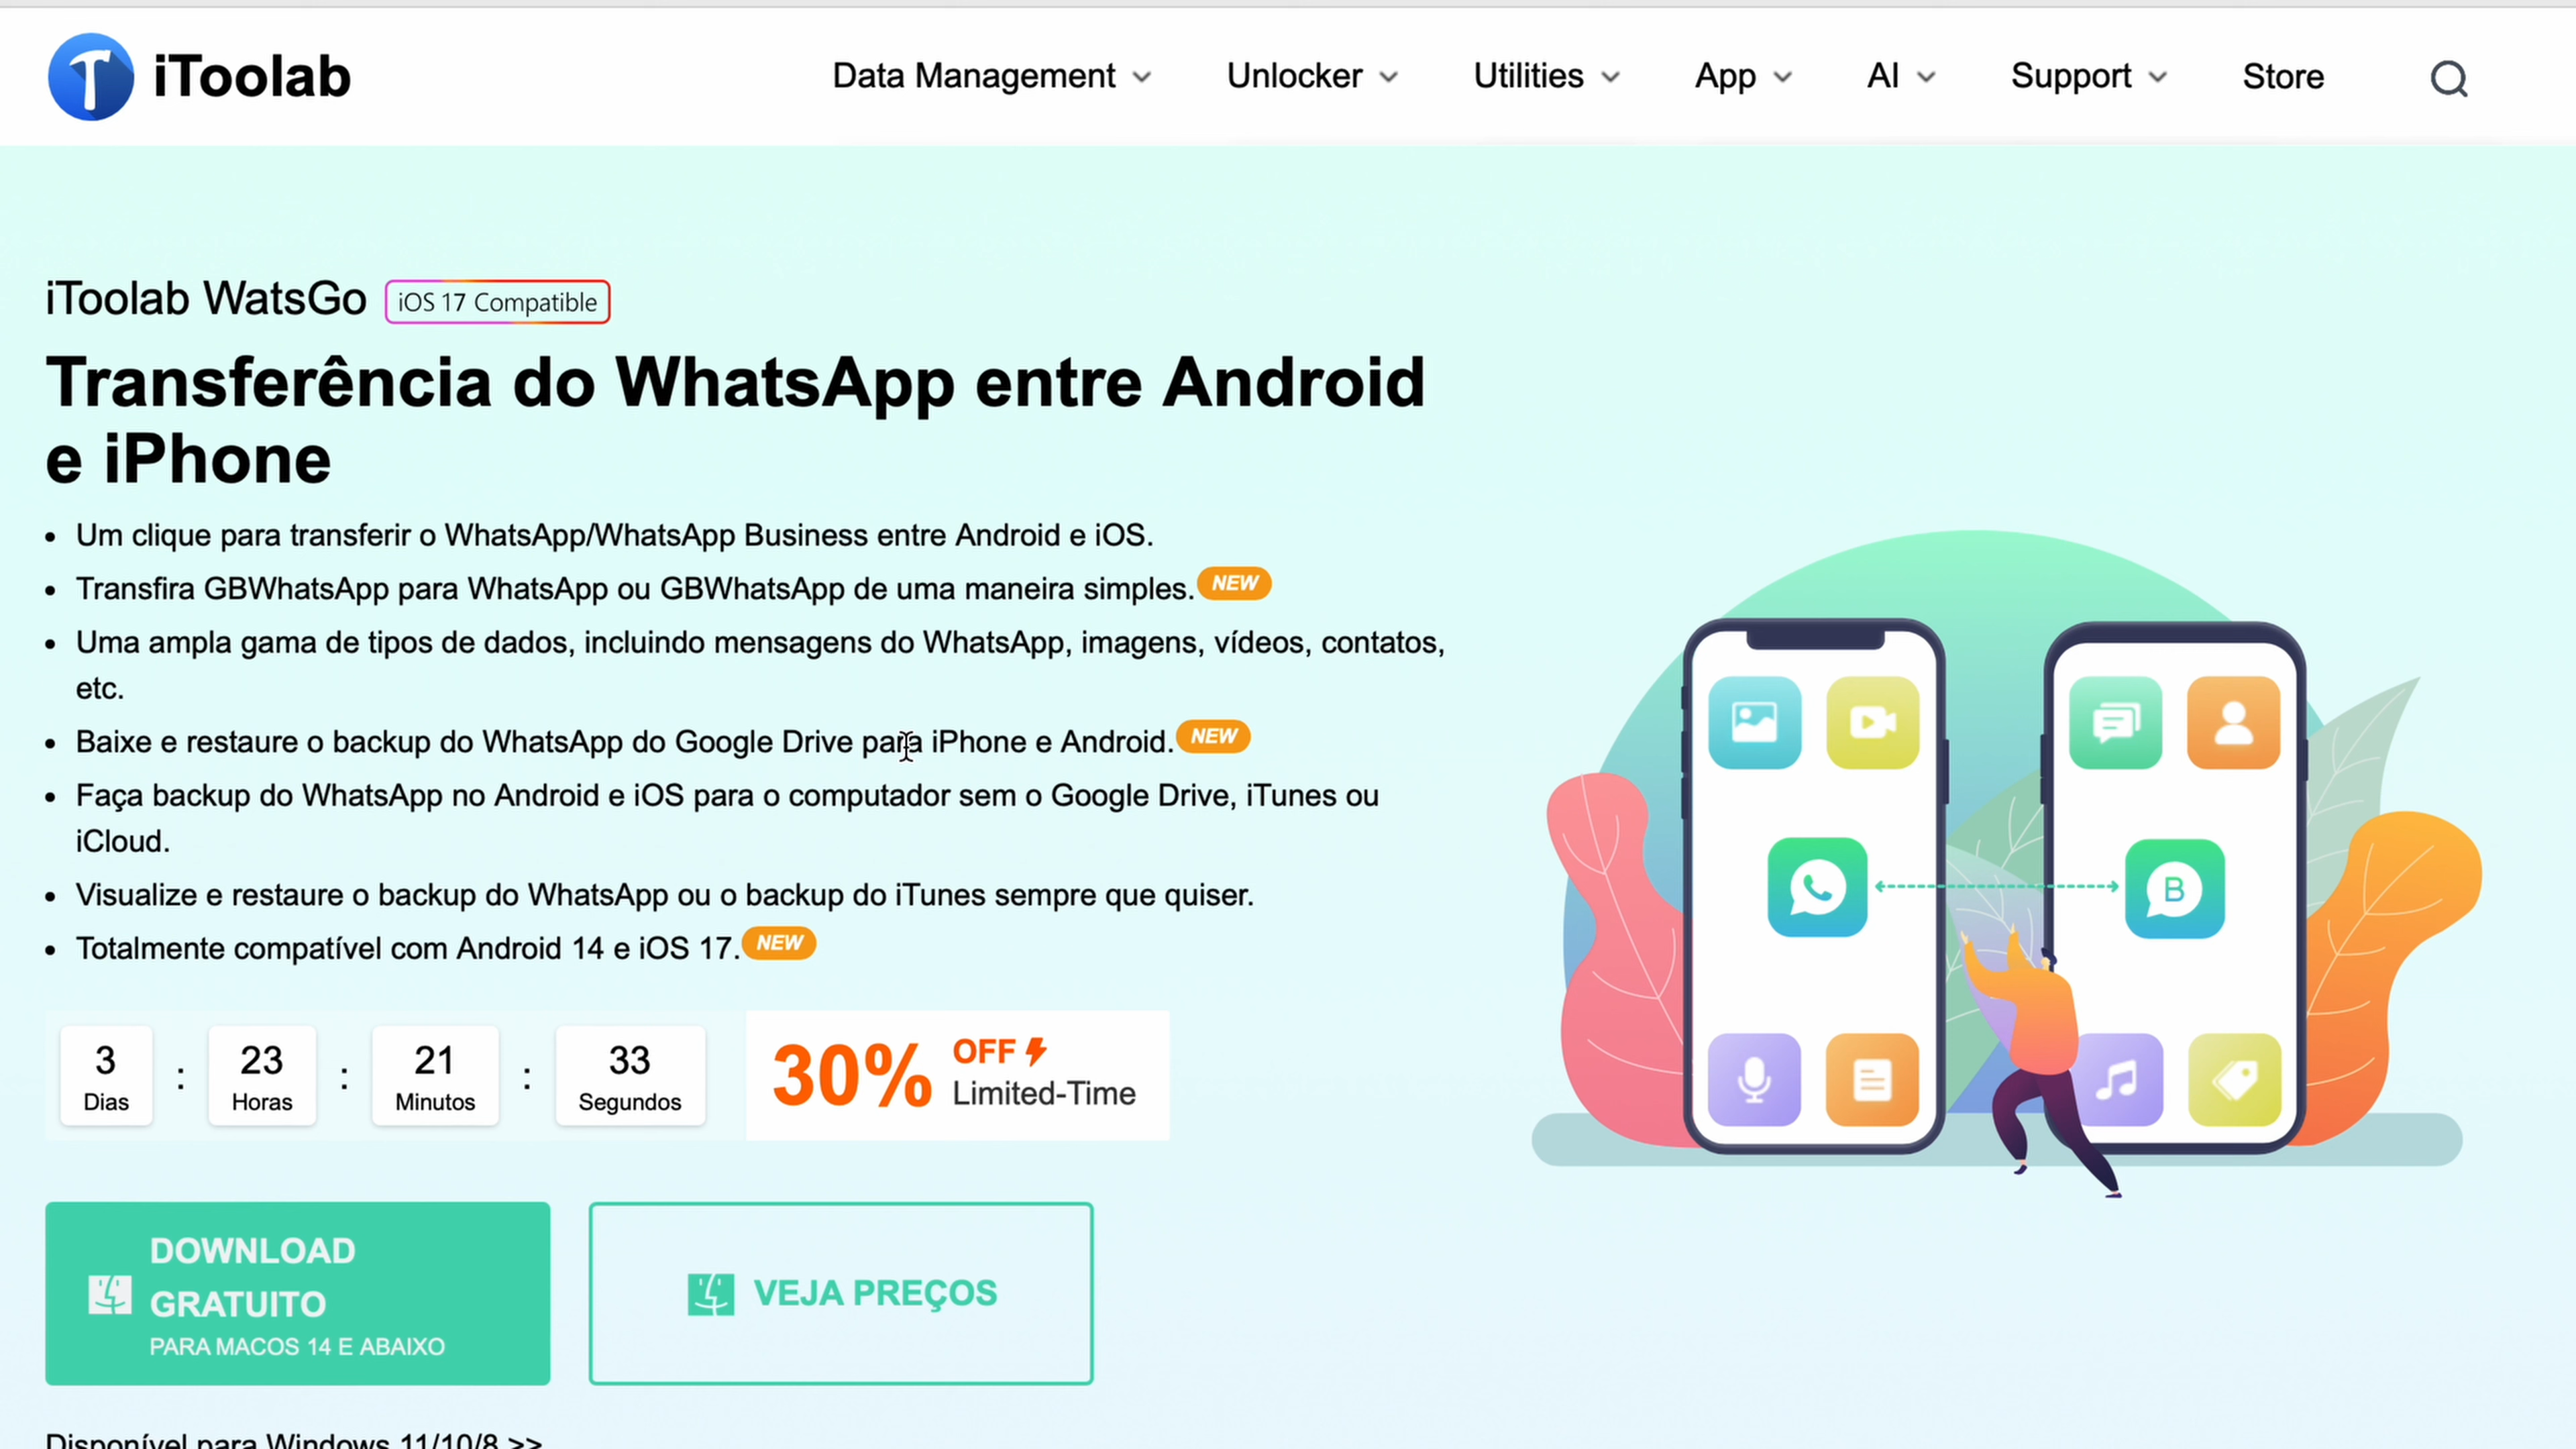 iToolab
Data Management
Unlocker
Utilities
App
AI
Support
Store
iToolab WatsGo
iOS 17 Compatible
Transferência do WhatsApp entre Android
e iPhone
• Um clique para transferir o WhatsApp/WhatsApp Business entre Android e iOS.
• Transfira GBWhatsApp para WhatsApp ou GBWhatsApp de uma maneira simples. NEW
• Uma ampla gama de tipos de dados, incluindo mensagens do WhatsApp, imagens, vídeos, contatos,
etc.
• Baixe e restaure o backup do WhatsApp do Google Drive para iPhone e Android. NEW
• Faça backup do WhatsApp no Android e iOS para o computador sem o Google Drive, iTunes ou
iCloud.
• Visualize e restaure o backup do WhatsApp ou o backup do iTunes sempre que quiser.
• Totalmente compatível com Android 14 e iOS 17. NEW
3 : 23 : 21 : 33
Dias Horas Minutos Segundos
30% OFF
Limited-Time
DOWNLOAD
GRATUITO
PARA MACOS 14 E ABAIXO
VEJA PREÇOS
B
Disponível para Windows 11/10/8 >>